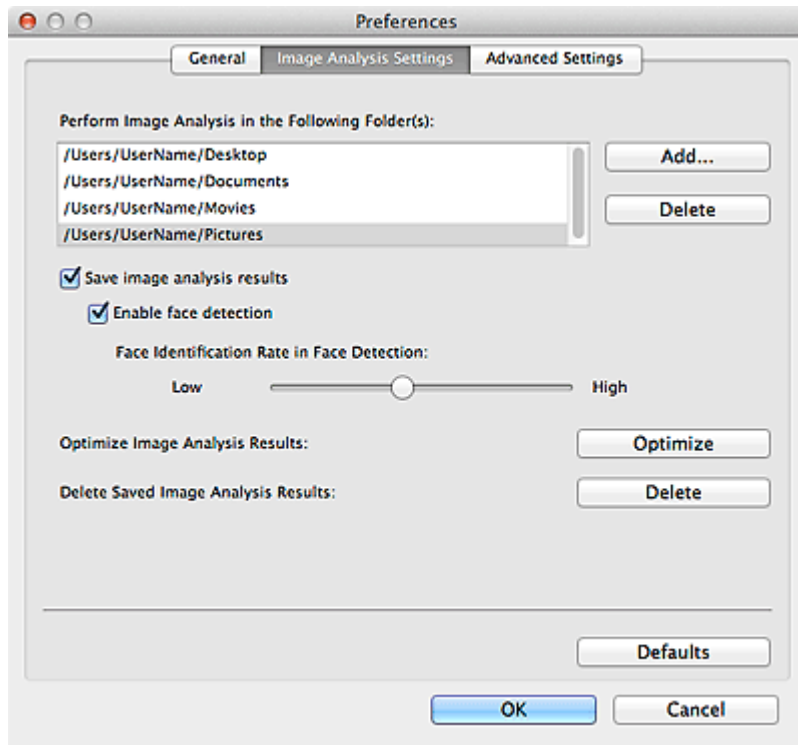 Preferences
General Image Analysis Settings Advanced Settings
Perform Image Analysis in the Following Folder(s):
/Users/UserName/Desktop
/Users/UserName/Documents
/Users/UserName/Movies
/Users/UserName/Pictures
Add...
Delete
Save image analysis results
Enable face detection
Face Identification Rate in Face Detection:
Low High
Optimize Image Analysis Results: Optimize
Delete Saved Image Analysis Results: Delete
Defaults
OK Cancel